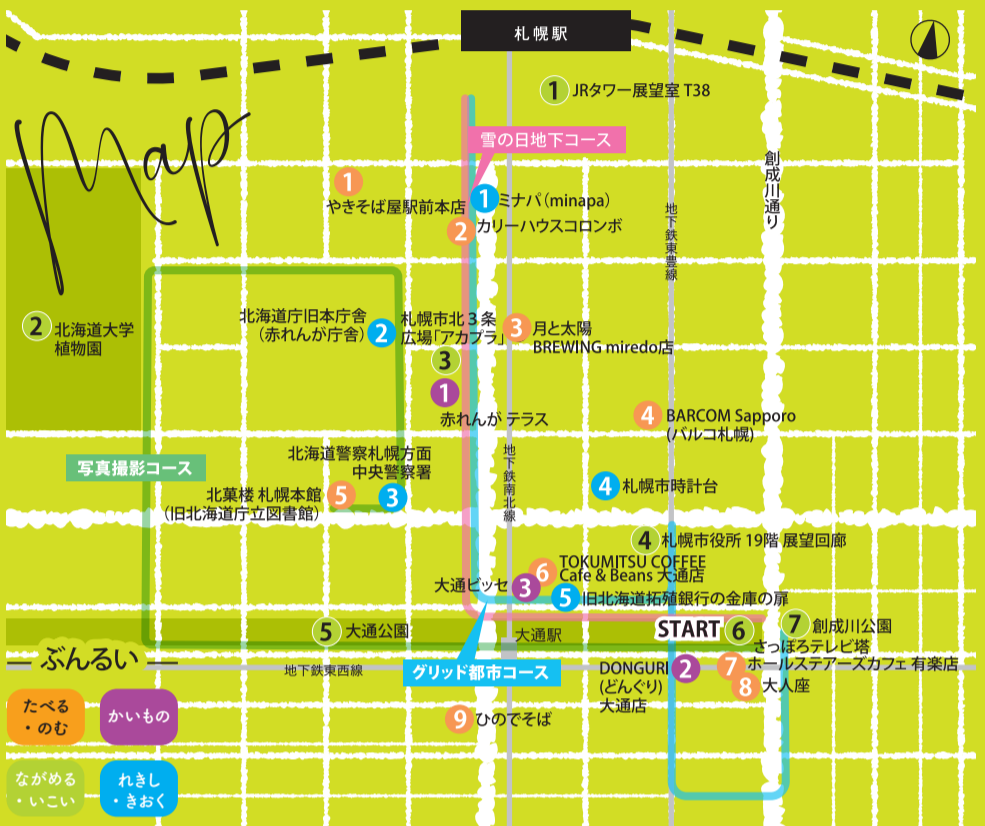 札幌駅
Map
1 JRタワー展望室 T38
雪の日地下コース
創成川通り
1
やきそば屋駅前本店
1 ミナパ(minapa)
2 カリーハウスコロンボ
地下鉄東豊線
2 北海道大学
植物園
北海道庁旧本庁舎
(赤れんが庁舎) 2
札幌市北3条
広場「アカプラ」
3
3 月と太陽
BREWING miredo店
1
赤れんが テラス
4 BARCOM Sapporo
(バルコ札幌)
写真撮影コース
北海道警察札幌方面
中央警察署
3
北菓楼 札幌本館 5
(旧北海道庁立図書館)
地下鉄南北線
4 札幌市時計台
4 札幌市役所 19階 展望回廊
6 TOKUMITSU COFFEE
Cafe & Beans 大通店
大通ビッセ 3
5 旧北海道拓殖銀行の金庫の扉
5 大通公園
大通駅
START 6
さっぽろテレビ塔
7 創成川公園
地下鉄東西線
グリッド都市コース
DONGURI 2
(どんぐり)
大通店
7 ホールステアーズカフェ 有楽店
8 大人座
9 ひのでそば
ぶんるい
たべる
・のむ
かいもの
ながめる
・いこい
れきし
・きおく